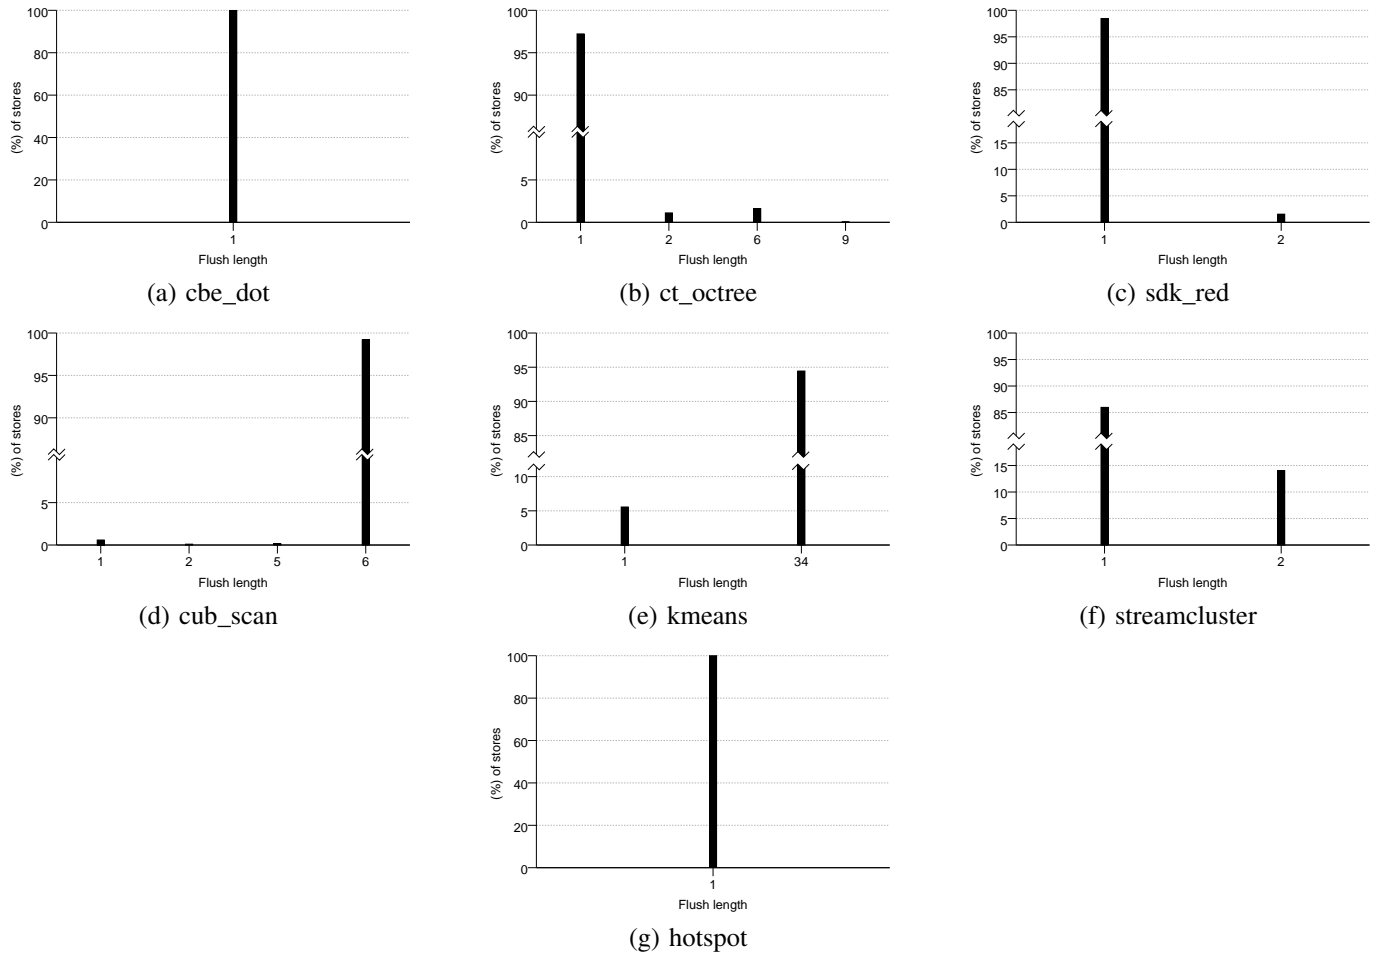 (%) of stores
100
80
60
40
20
0
1
Flush length
(a) cbe_dot
(%) of stores
100
95
90
5
0
1 2 6 9
Flush length
(b) ct_octree
(%) of stores
100
95
90
85
15
10
5
0
1 2
Flush length
(c) sdk_red
(%) of stores
100
95
90
5
0
1 2 5 6
Flush length
(d) cub_scan
(%) of stores
100
95
90
85
10
5
0
1 34
Flush length
(e) kmeans
(%) of stores
100
95
90
85
15
10
5
0
1 2
Flush length
(f) streamcluster
(%) of stores
100
80
60
40
20
0
1
Flush length
(g) hotspot